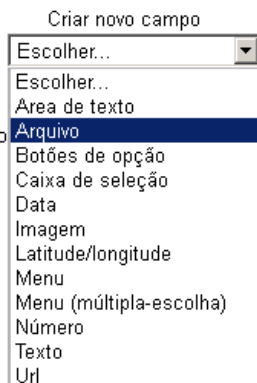 Criar novo campo
Escolher...
Escolher...
Area de texto
Arquivo
Botões de opção
Caixa de seleção
Data
Imagem
Latitude/longitude
Menu
Menu (múltipla-escolha)
Número
Texto
Url